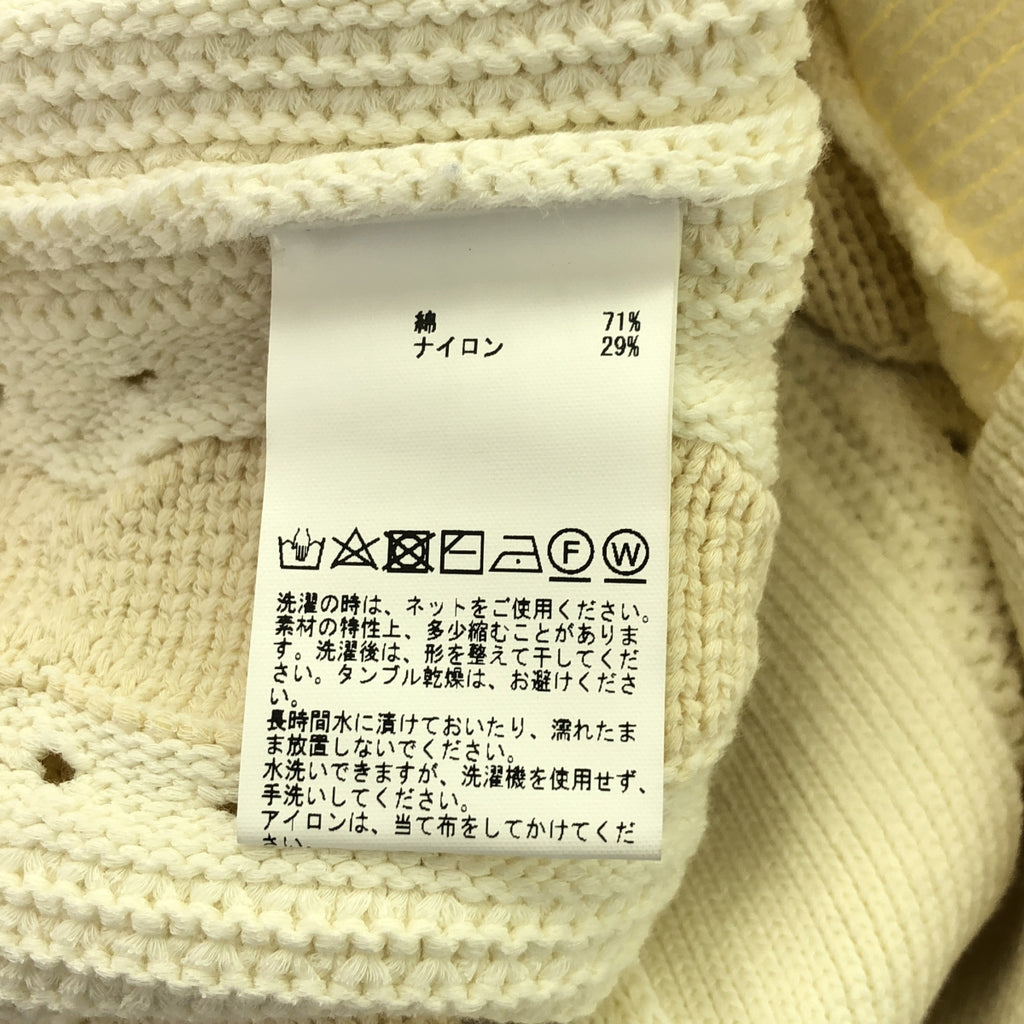 綿 71%
ナイロン 29%
F W
洗濯の時は、ネットをご使用ください。
素材の特性上、多少縮むことがありま
す。洗濯後は、形を整えて干してくだ
さい。タンブル乾燥は、お避けくださ
い。
長時間水に漬けておいたり、濡れたま
ま放置しないでください。
水洗いできますが、洗濯機を使用せず、
手洗いしてください。
アイロンは、当て布をしてかけてくだ
さい。